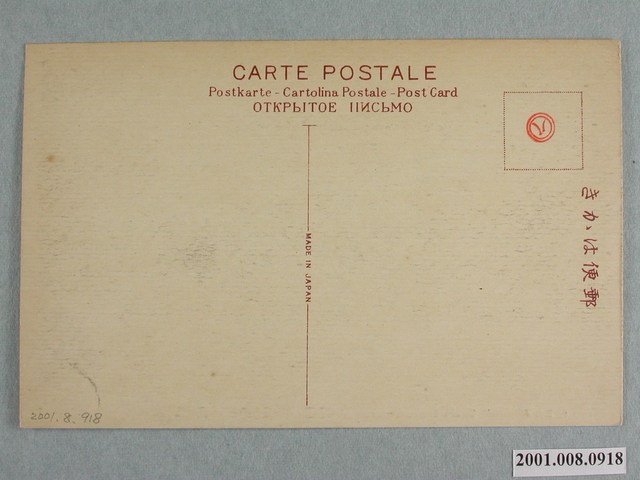 CARTE POSTALE
Postkarte - Cartolina Postale - Post Card
ОТКРЫТОЕ ПИСЬМО
MADE IN JAPAN
きかは便郵
2001.8.918
2001.008.0918